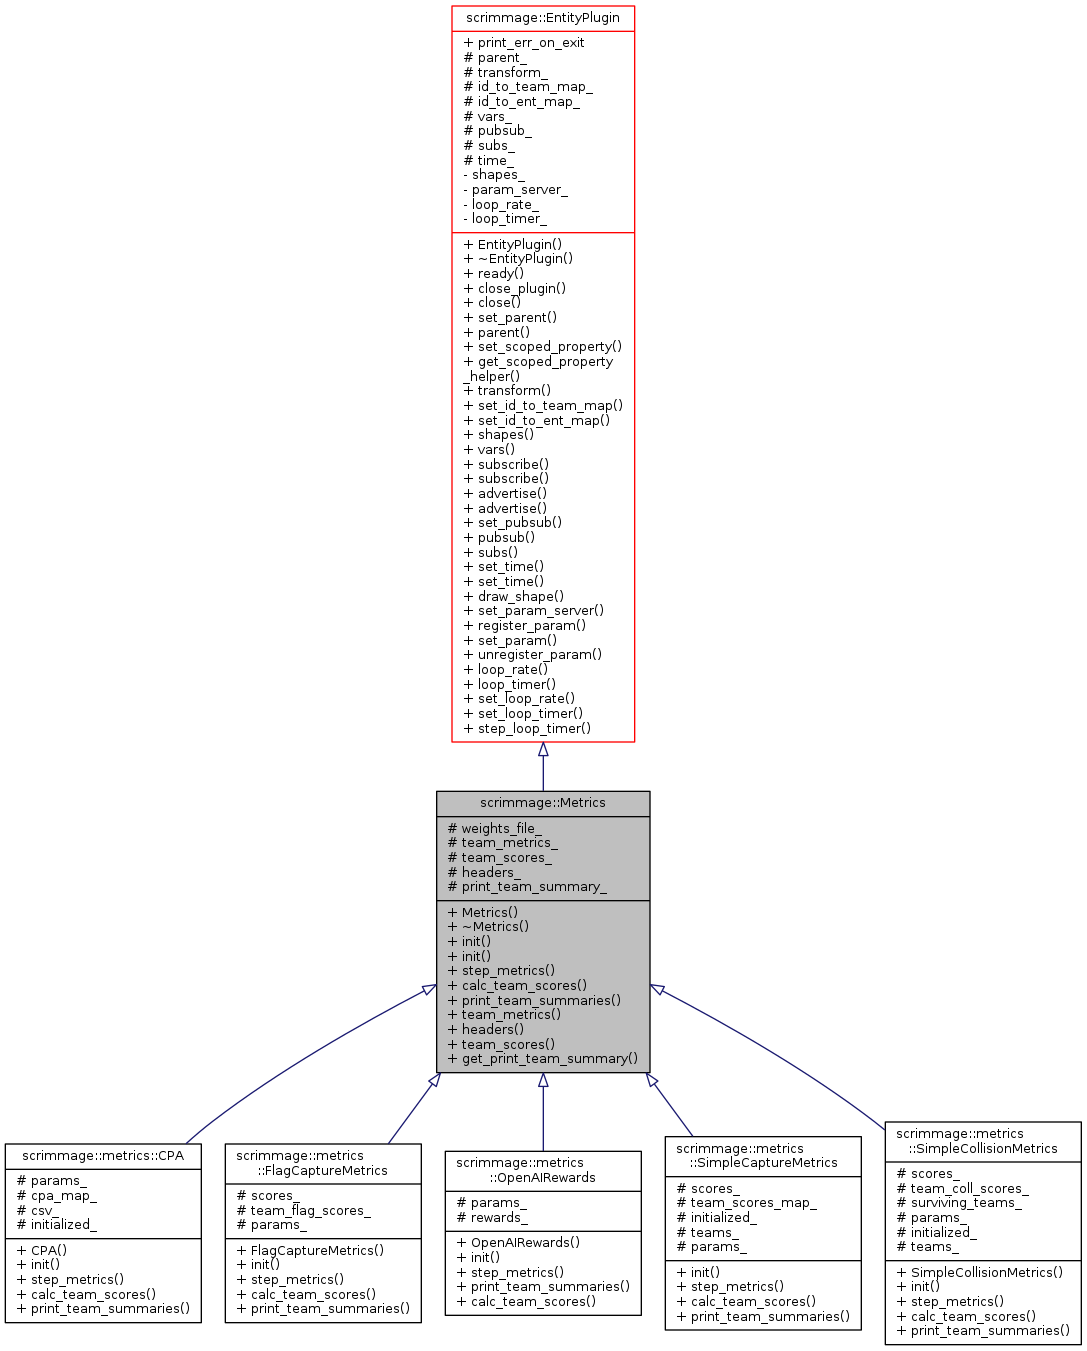 scrimmage::EntityPlugin
+ print_err_on_exit
# parent_
# transform_
# id_to_team_map_
# id_to_ent_map_
# vars_
# pubsub_
# subs_
# time_
- shapes_
- param_server_
- loop_rate_
- loop_timer_
+ EntityPlugin()
+ ~EntityPlugin()
+ ready()
+ close_plugin()
+ close()
+ set_parent()
+ parent()
+ set_scoped_property()
+ get_scoped_property
_helper()
+ transform()
+ set_id_to_team_map()
+ set_id_to_ent_map()
+ shapes()
+ vars()
+ subscribe()
+ subscribe()
+ advertise()
+ advertise()
+ set_pubsub()
+ pubsub()
+ subs()
+ set_time()
+ set_time()
+ draw_shape()
+ set_param_server()
+ register_param()
+ set_param()
+ unregister_param()
+ loop_rate()
+ loop_timer()
+ set_loop_rate()
+ set_loop_timer()
+ step_loop_timer()
scrimmage::Metrics
# weights_file_
# team_metrics_
# team_scores_
# headers_
# print_team_summary_
+ Metrics()
+ ~Metrics()
+ init()
+ init()
+ step_metrics()
+ calc_team_scores()
+ print_team_summaries()
+ team_metrics()
+ headers()
+ team_scores()
+ get_print_team_summary()
scrimmage::metrics::CPA
# params_
# cpa_map_
# csv_
# initialized_
+ CPA()
+ init()
+ step_metrics()
+ calc_team_scores()
+ print_team_summaries()
scrimmage::metrics
::FlagCaptureMetrics
# scores_
# team_flag_scores_
# params_
+ FlagCaptureMetrics()
+ init()
+ step_metrics()
+ calc_team_scores()
+ print_team_summaries()
scrimmage::metrics
::OpenAIRewards
# params_
# rewards_
+ OpenAIRewards()
+ init()
+ step_metrics()
+ print_team_summaries()
+ calc_team_scores()
scrimmage::metrics
::SimpleCaptureMetrics
# scores_
# team_scores_map_
# initialized_
# teams_
# params_
+ init()
+ step_metrics()
+ calc_team_scores()
+ print_team_summaries()
scrimmage::metrics
::SimpleCollisionMetrics
# scores_
# team_coll_scores_
# surviving_teams_
# params_
# initialized_
# teams_
+ SimpleCollisionMetrics()
+ init()
+ step_metrics()
+ calc_team_scores()
+ print_team_summaries()